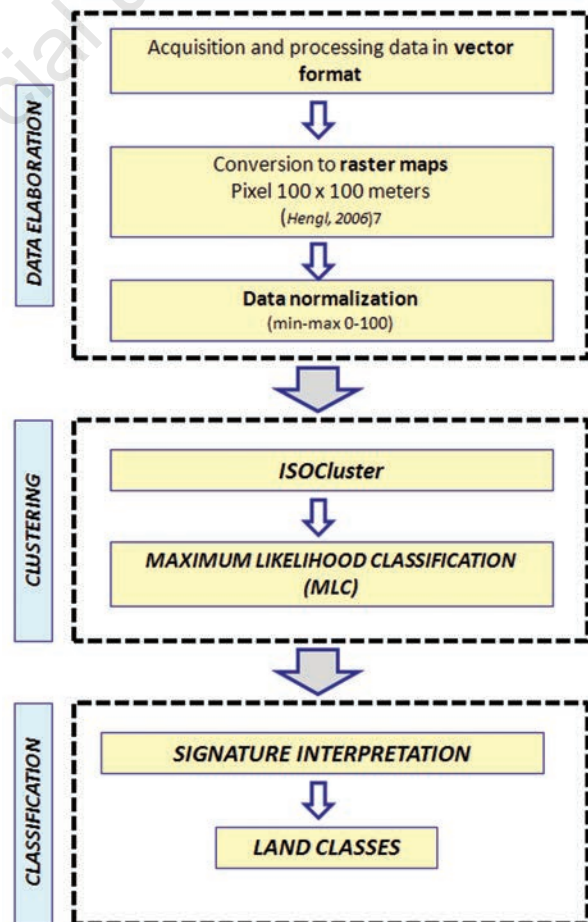 cial
DATA ELABORATION
Acquisition and processing data in vector
format
Conversion to raster maps
Pixel 100 x 100 meters
(Hengl, 2006)7
Data normalization
(min-max 0-100)
CLUSTERING
ISOCluster
MAXIMUM LIKELIHOOD CLASSIFICATION
(MLC)
CLASSIFICATION
SIGNATURE INTERPRETATION
LAND CLASSES